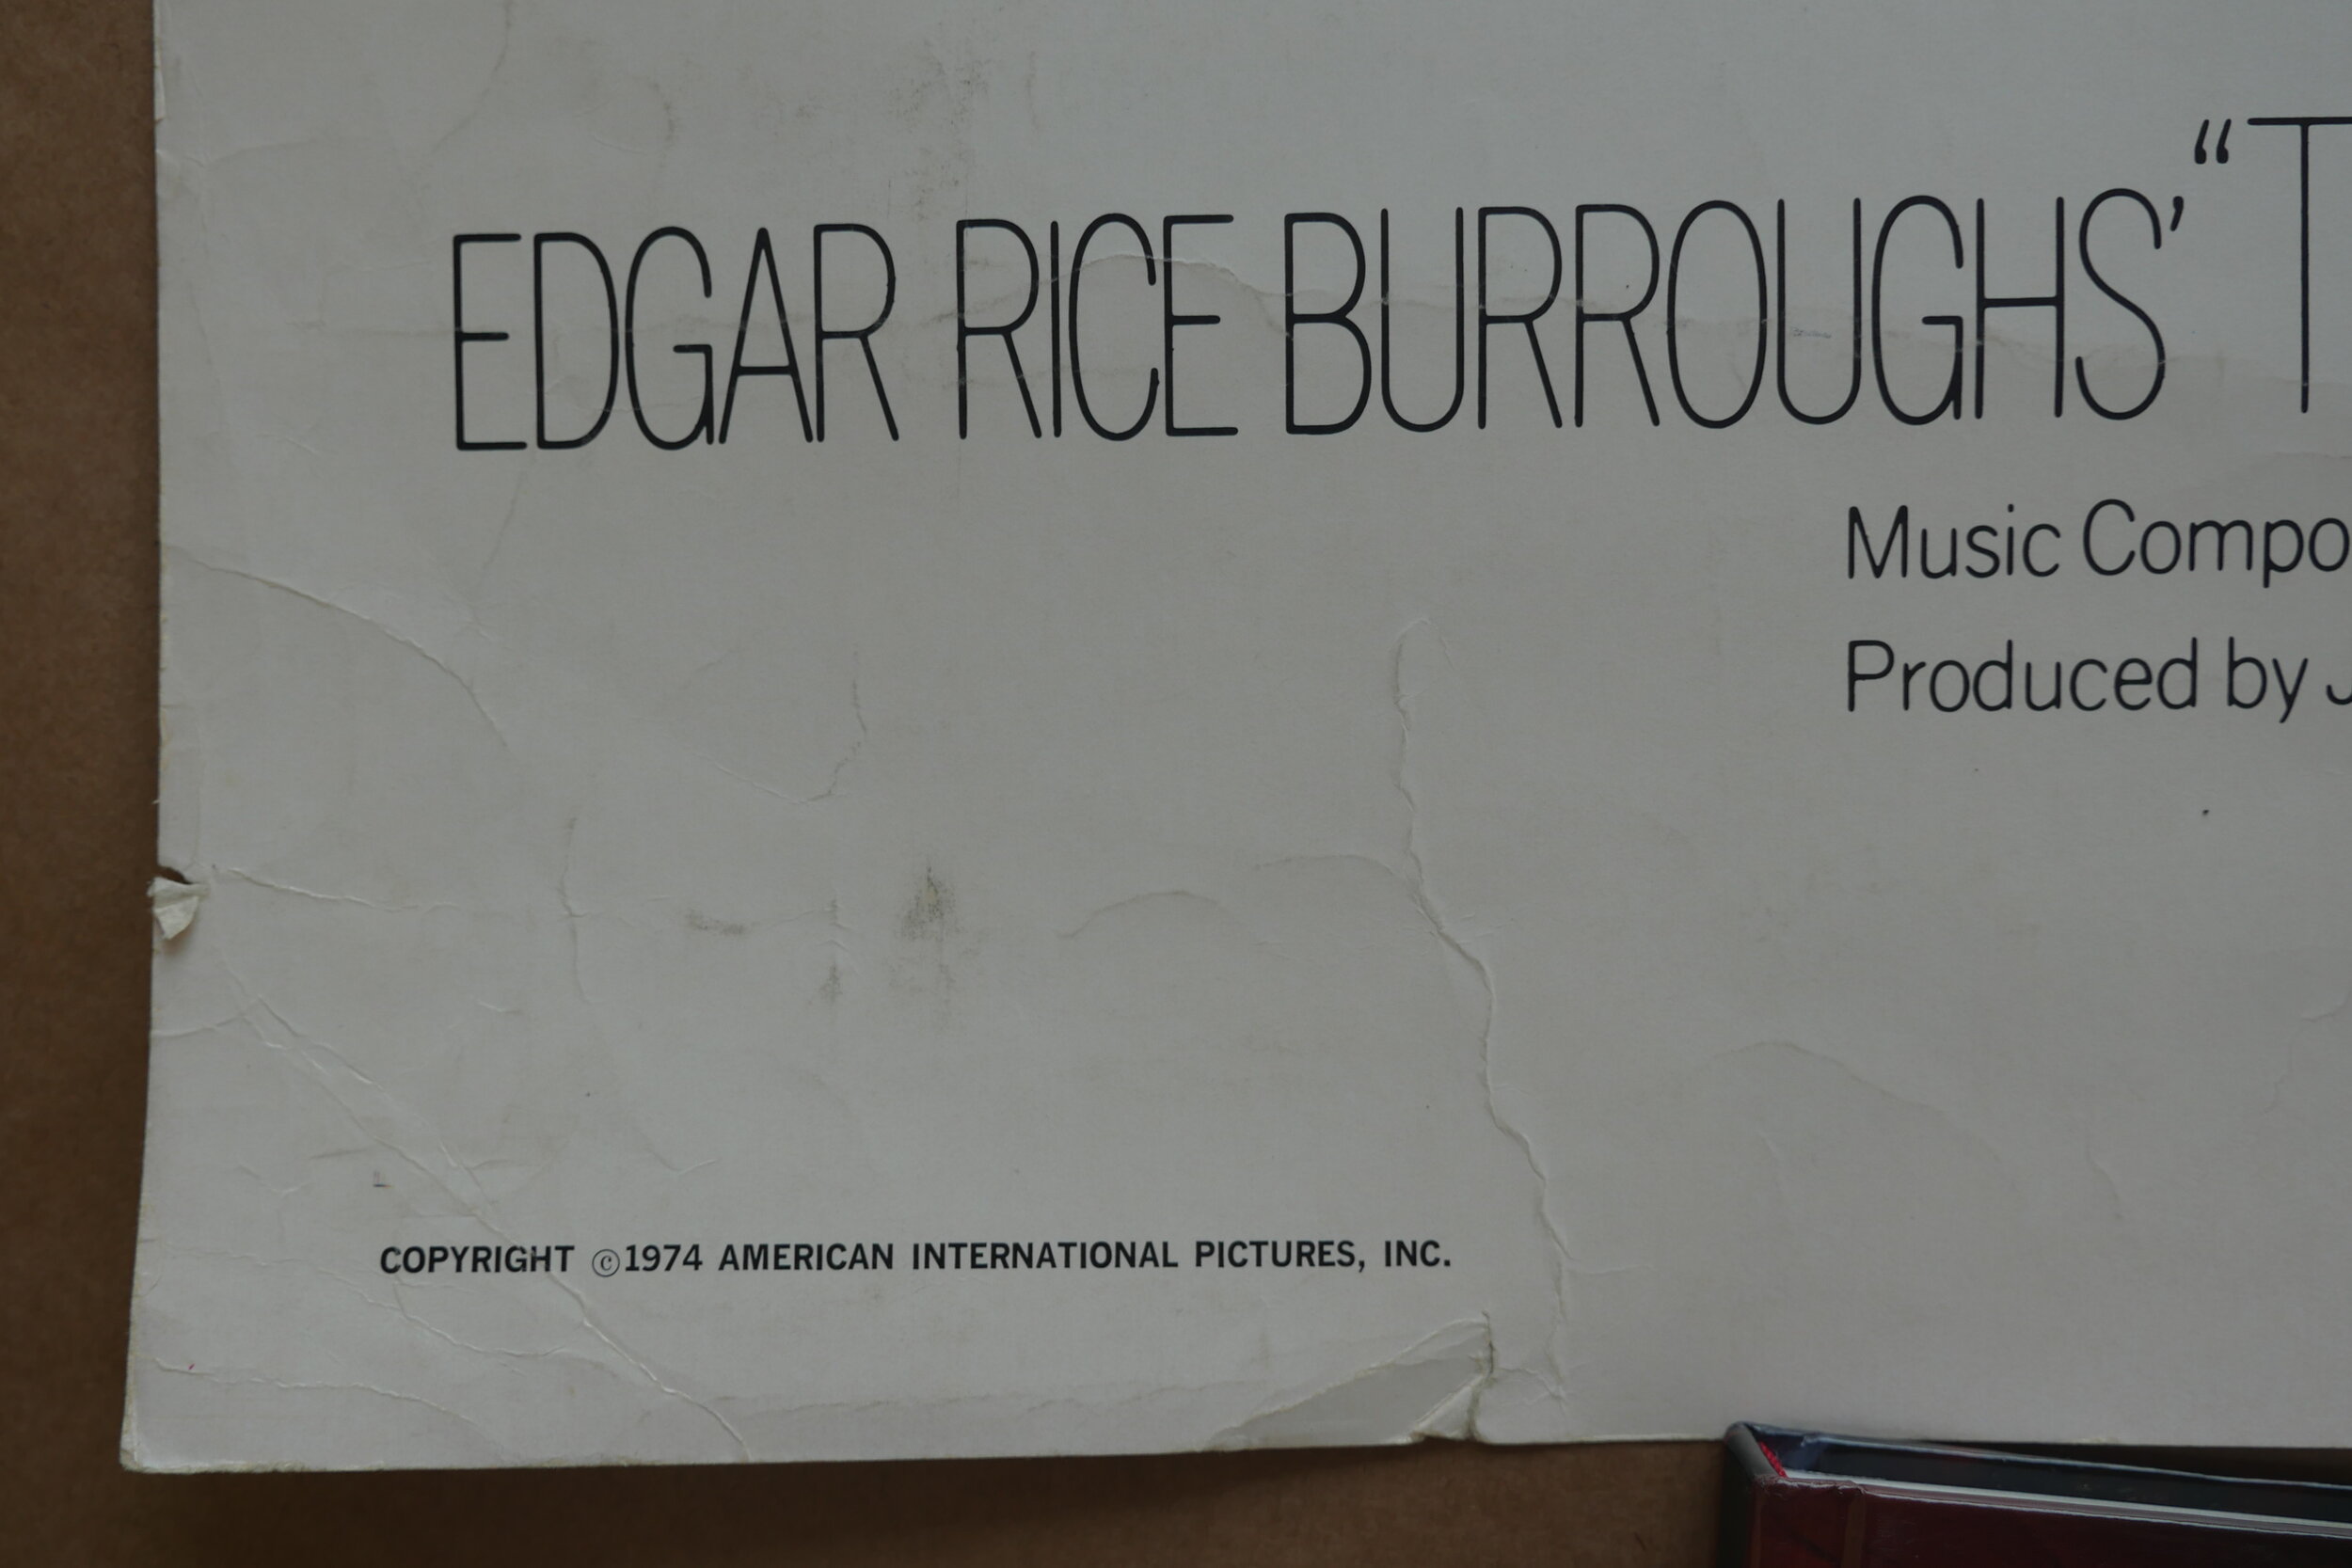 EDGAR RICE BURROUGHS' “T
Music Compo
Produced by J
COPYRIGHT ©1974 AMERICAN INTERNATIONAL PICTURES, INC.